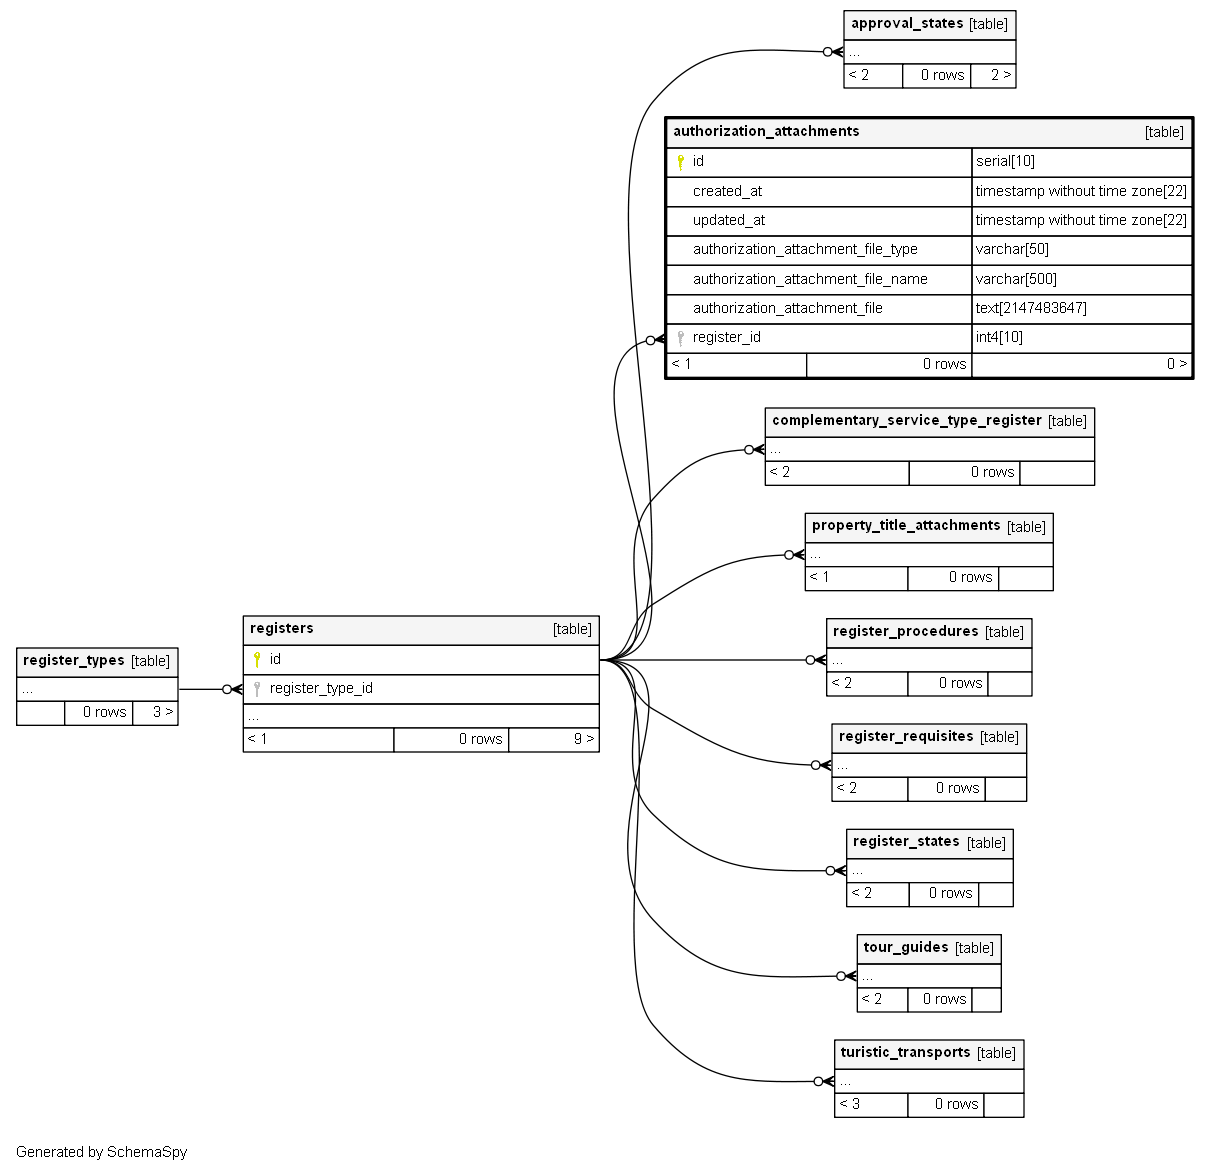 approval_states [table]
...
< 2 0 rows 2 >
authorization_attachments [table]
id serial[10]
created_at timestamp without time zone[22]
updated_at timestamp without time zone[22]
authorization_attachment_file_type varchar[50]
authorization_attachment_file_name varchar[500]
authorization_attachment_file text[2147483647]
register_id int4[10]
< 1 0 rows 0 >
complementary_service_type_register [table]
...
< 2 0 rows
property_title_attachments [table]
...
< 1 0 rows
register_procedures [table]
...
< 2 0 rows
registers [table]
id
register_type_id
...
< 1 0 rows 9 >
register_types [table]
...
0 rows 3 >
register_requisites [table]
...
< 2 0 rows
register_states [table]
...
< 2 0 rows
tour_guides [table]
...
< 2 0 rows
turistic_transports [table]
...
< 3 0 rows
Generated by SchemaSpy